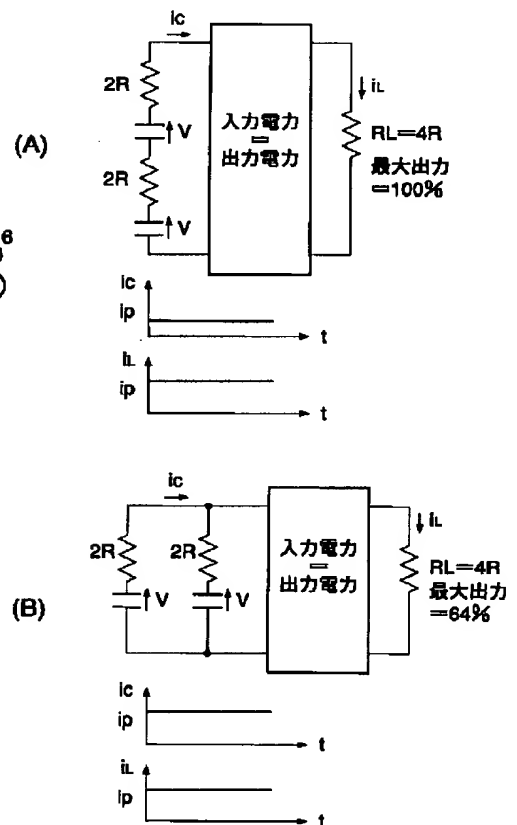 ic
2R
V
(A)
2R
V
入力電力
=
出力電力
iL
RL=4R
最大出力
=100%
6
)
ic
ip
t
iL
ip
t
ic
2R
2R
V
V
(B)
入力電力
=
出力電力
iL
RL=4R
最大出力
=64%
ic
ip
t
iL
ip
t